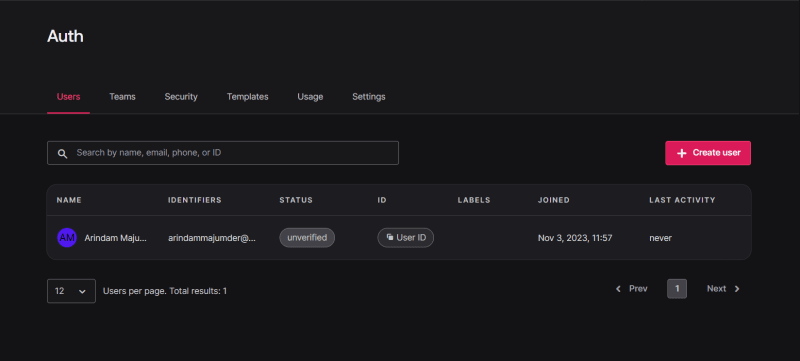 Auth
Users Teams Security Templates Usage Settings
Search by name, email, phone, or ID
Create user
NAME IDENTIFIERS STATUS ID LABELS JOINED LAST ACTIVITY
AM Arindam Maju... arindammajumder@... unverified User ID Nov 3, 2023, 11:57 never
12 Users per page. Total results: 1 Prev 1 Next